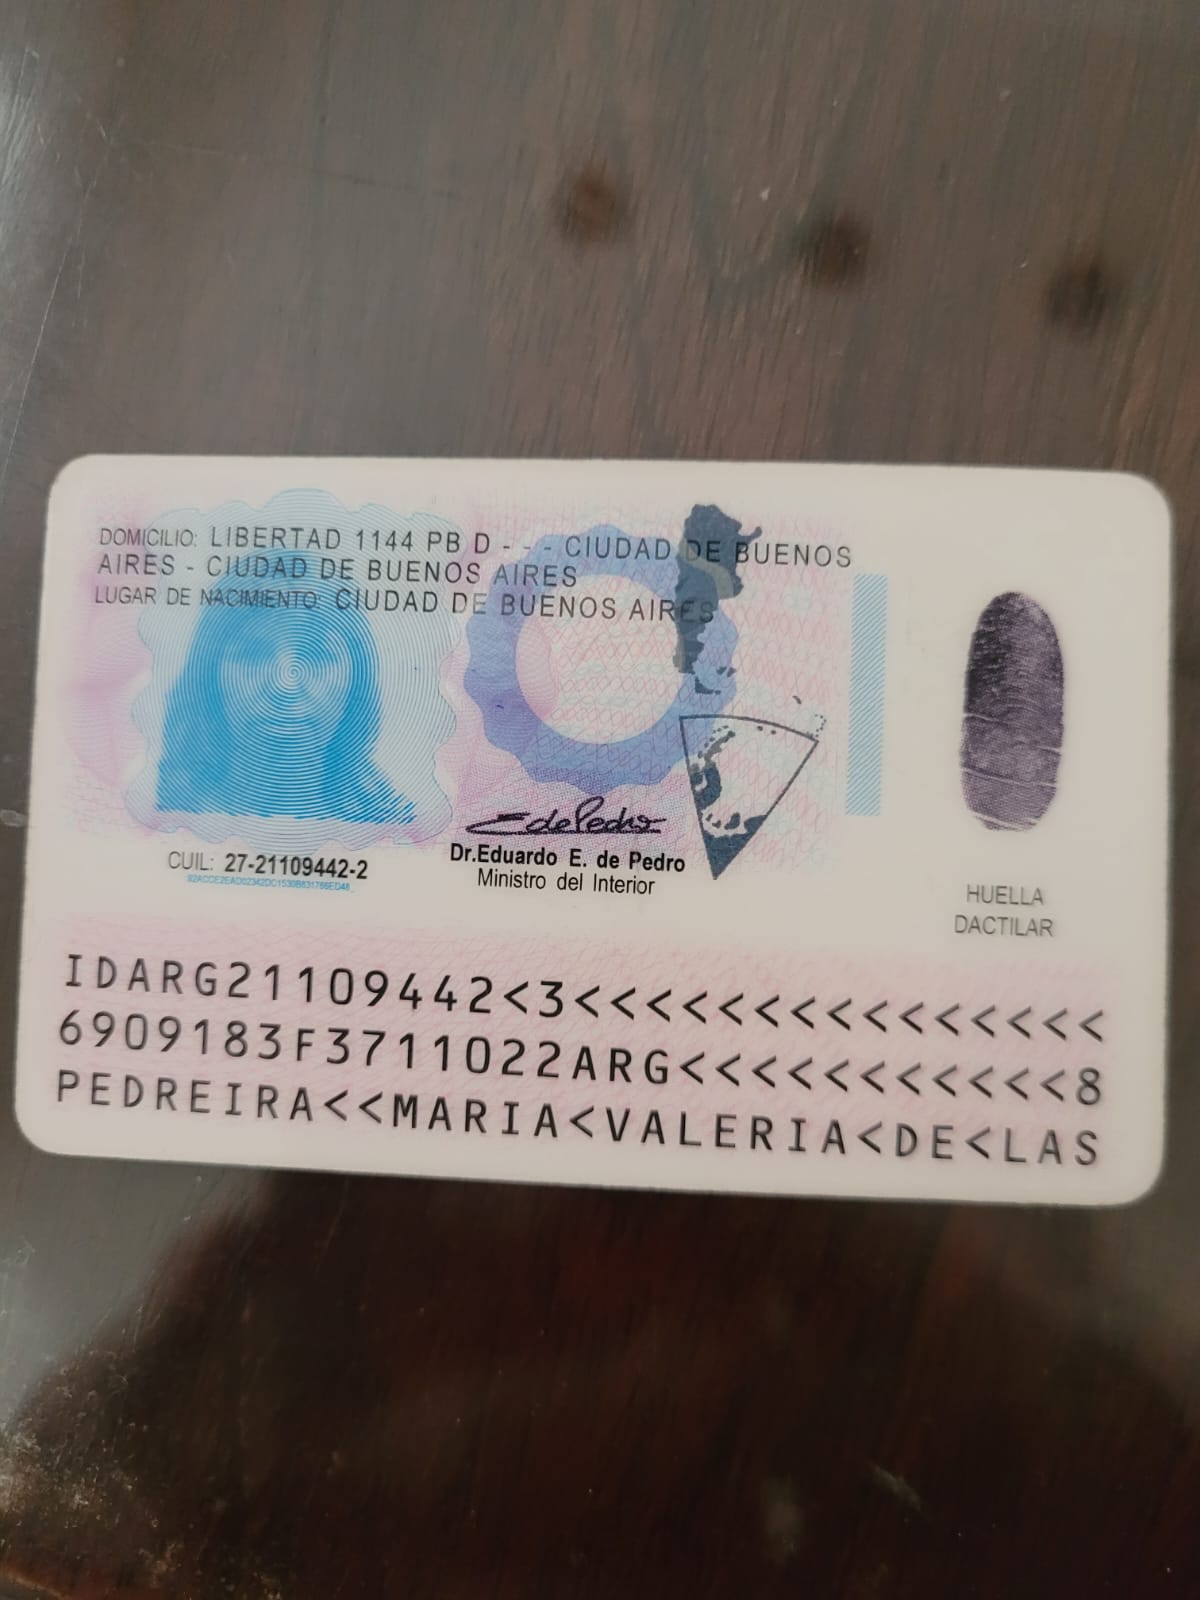 DOMICILIO: LIBERTAD 1144 PB D - - - CIUDAD DE BUENOS
AIRES - CIUDAD DE BUENOS AIRES
LUGAR DE NACIMIENTO: CIUDAD DE BUENOS AIRES
EdePedro
CUIL: 27-21109442-2
Dr.Eduardo E. de Pedro
Ministro del Interior
HUELLA
DACTILAR
IDARG21109442<3<<<<<<<<<<<<<<<
6909183F3711022ARG<<<<<<<<<<<8
PEDREIRA<<MARIA<VALERIA<DE<LAS